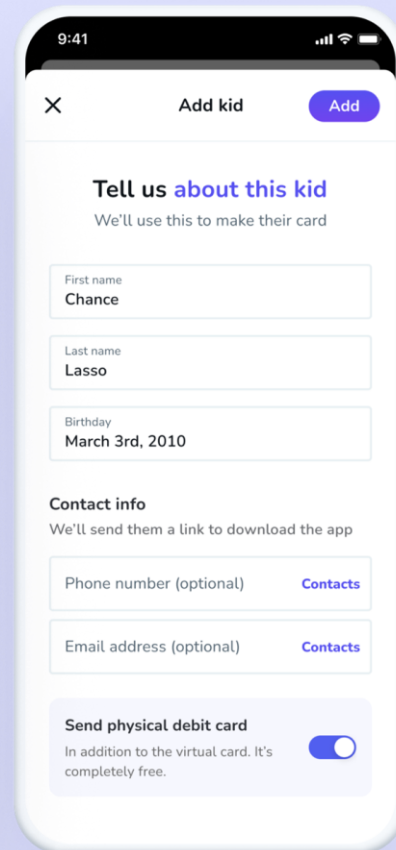 9:41
Add kid
Add
Tell us about this kid
We'll use this to make their card
First name
Chance
Last name
Lasso
Birthday
March 3rd, 2010
Contact info
We'll send them a link to download the app
Phone number (optional) Contacts
Email address (optional) Contacts
Send physical debit card
In addition to the virtual card. It's
completely free.